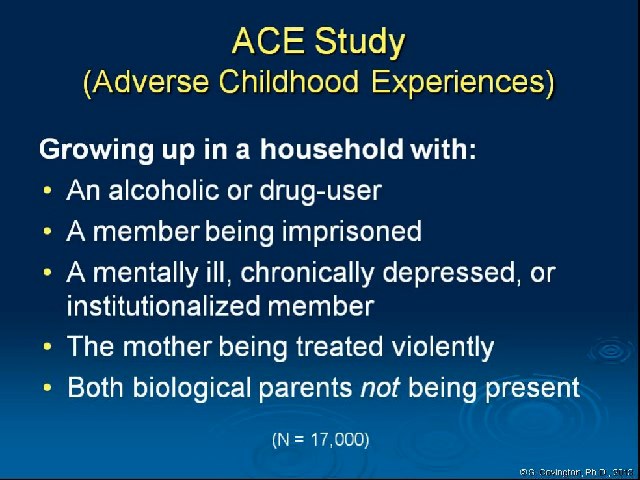 ACE Study
(Adverse Childhood Experiences)
Growing up in a household with:
• An alcoholic or drug-user
• A member being imprisoned
• A mentally ill, chronically depressed, or
institutionalized member
• The mother being treated violently
• Both biological parents not being present
(N = 17,000)
©S. Covington, Ph.D.,